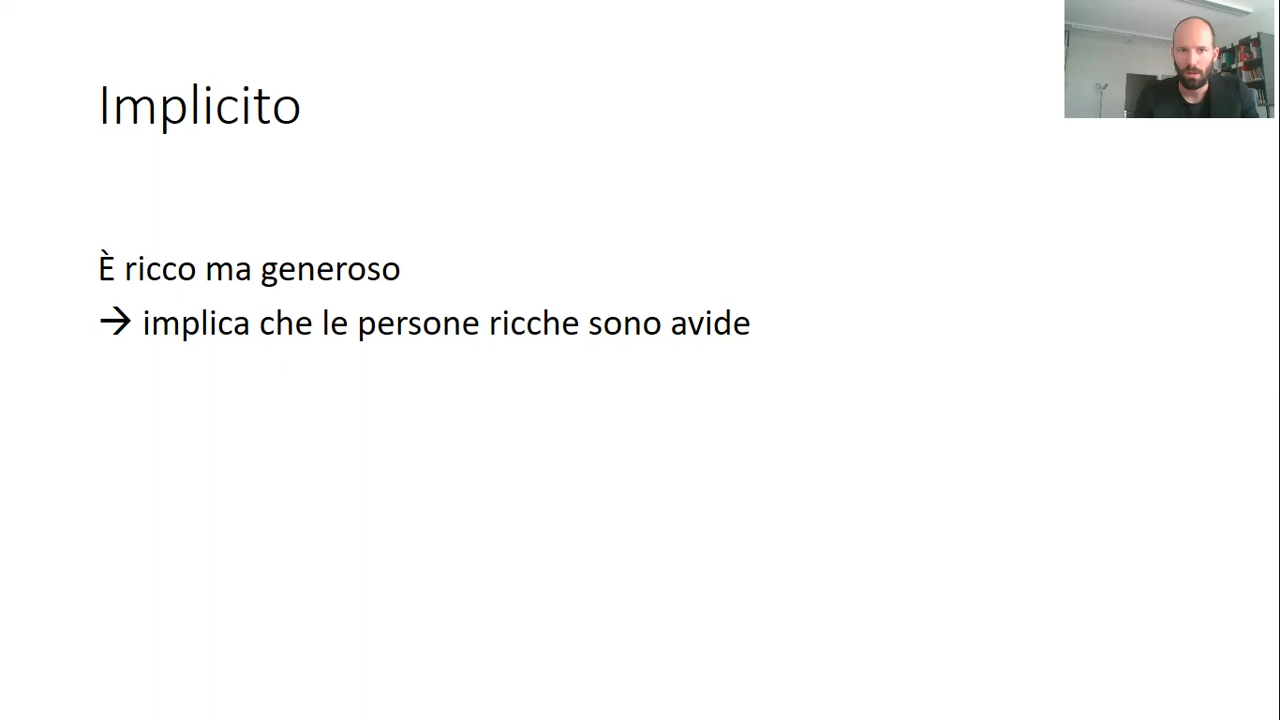 Implicito
È ricco ma generoso
→ implica che le persone ricche sono avide